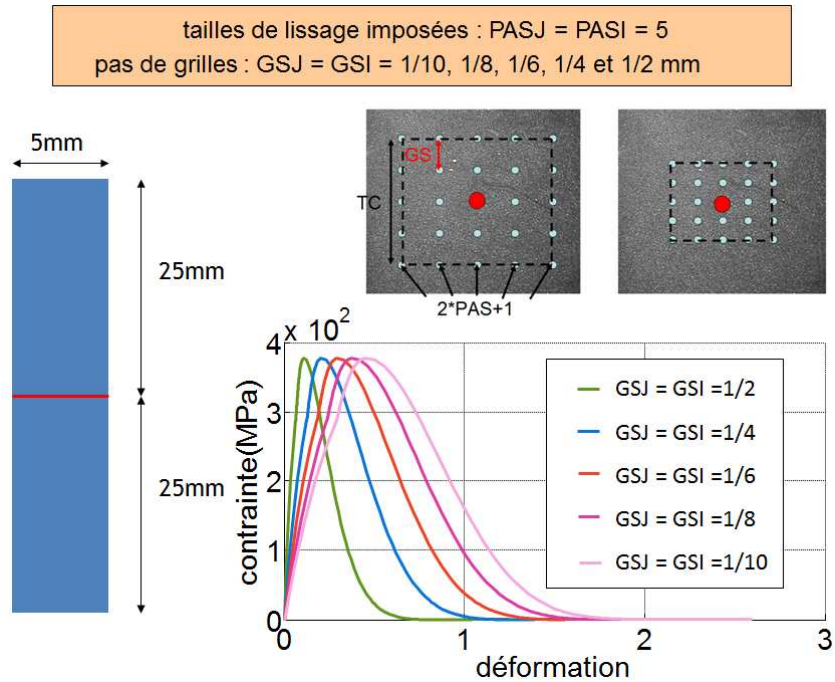 tailles de lissage imposées : PASJ = PASI = 5
pas de grilles : GSJ = GSI = 1/10, 1/8, 1/6, 1/4 et 1/2 mm
5mm
25mm
25mm
GS
TC
2*PAS+1
x 10²
4
3
2
1
0
contrainte(MPa)
0
1
2
3
déformation
GSJ = GSI =1/2
GSJ = GSI =1/4
GSJ = GSI =1/6
GSJ = GSI =1/8
GSJ = GSI =1/10